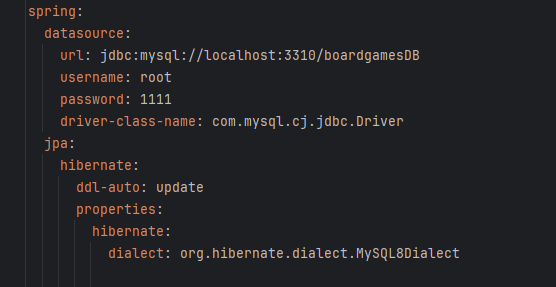 spring:
  datasource:
    url: jdbc:mysql://localhost:3310/boardgamesDB
    username: root
    password: 1111
    driver-class-name: com.mysql.cj.jdbc.Driver
  jpa:
    hibernate:
      ddl-auto: update
      properties:
        hibernate:
          dialect: org.hibernate.dialect.MySQL8Dialect